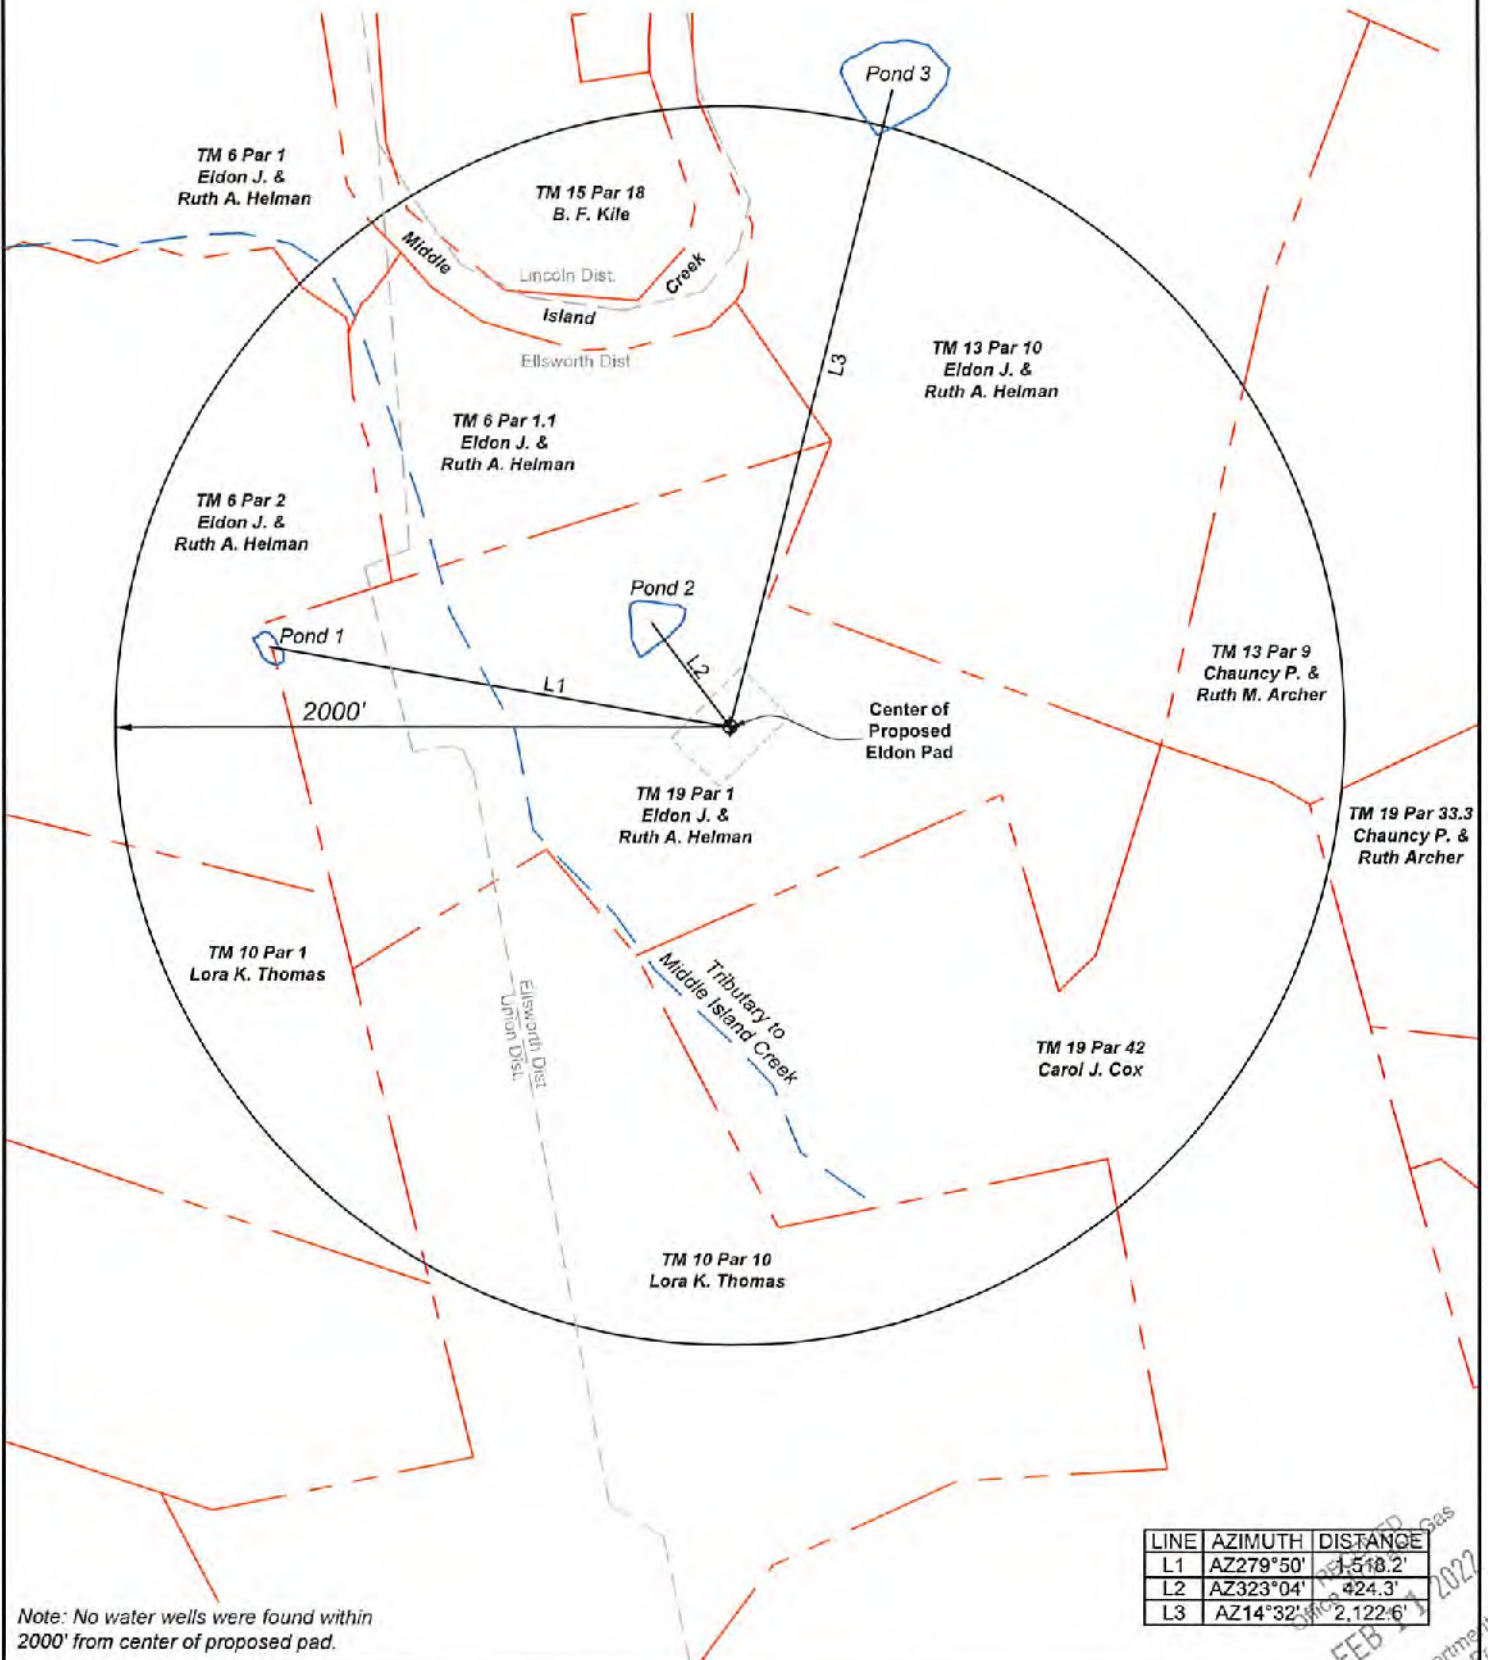 Pond 3
TM 6 Par 1
Eldon J. &
Ruth A. Helman
TM 15 Par 18
B. F. Kile
Middle
Island
Creek
Lincoln Dist.
Ellsworth Dist
TM 13 Par 10
Eldon J. &
Ruth A. Helman
L3
TM 6 Par 1.1
Eldon J. &
Ruth A. Helman
TM 6 Par 2
Eldon J. &
Ruth A. Helman
Pond 2
Pond 1
L2
L1
2000'
TM 13 Par 9
Chauncy P. &
Ruth M. Archer
Center of
Proposed
Eldon Pad
TM 19 Par 1
Eldon J. &
Ruth A. Helman
TM 19 Par 33.3
Chauncy P. &
Ruth Archer
TM 10 Par 1
Lora K. Thomas
Ellsworth Dist
Union Dist.
Tributary to
Middle Island Creek
TM 19 Par 42
Carol J. Cox
TM 10 Par 10
Lora K. Thomas
LINE AZIMUTH DISTANCE
L1 AZ279°50' 1,518.2'
L2 AZ323°04' 424.3'
L3 AZ14°32' 2,122.6'
RECEIVED
Office Gas
FEB 11 2022
Note: No water wells were found within
2000' from center of proposed pad.